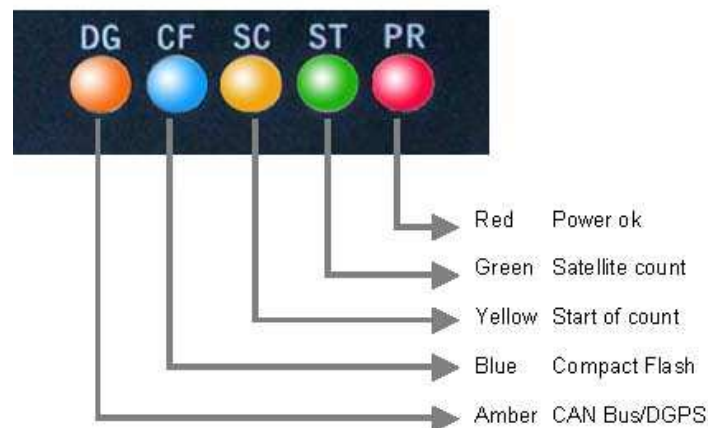 DG CF SC ST PR
Red Power ok
Green Satellite count
Yellow Start of count
Blue Compact Flash
Amber CAN Bus/DGPS